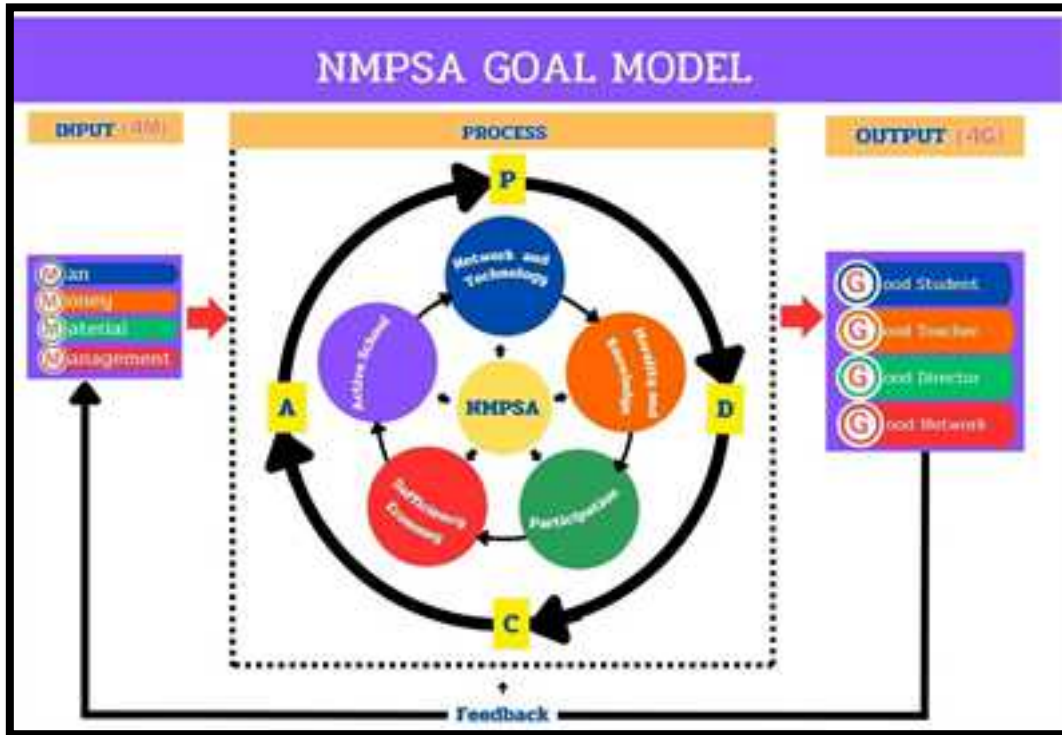 NMPSA GOAL MODEL
INPUT (4M)
PROCESS
OUTPUT (4G)
Man
Money
Material
Management
P
D
C
A
Network and
Technology
and
Participation
Sufficiency
Economy
Active School
NMPSA
Good Student
Good Teacher
Good Director
Good Network
Feedback